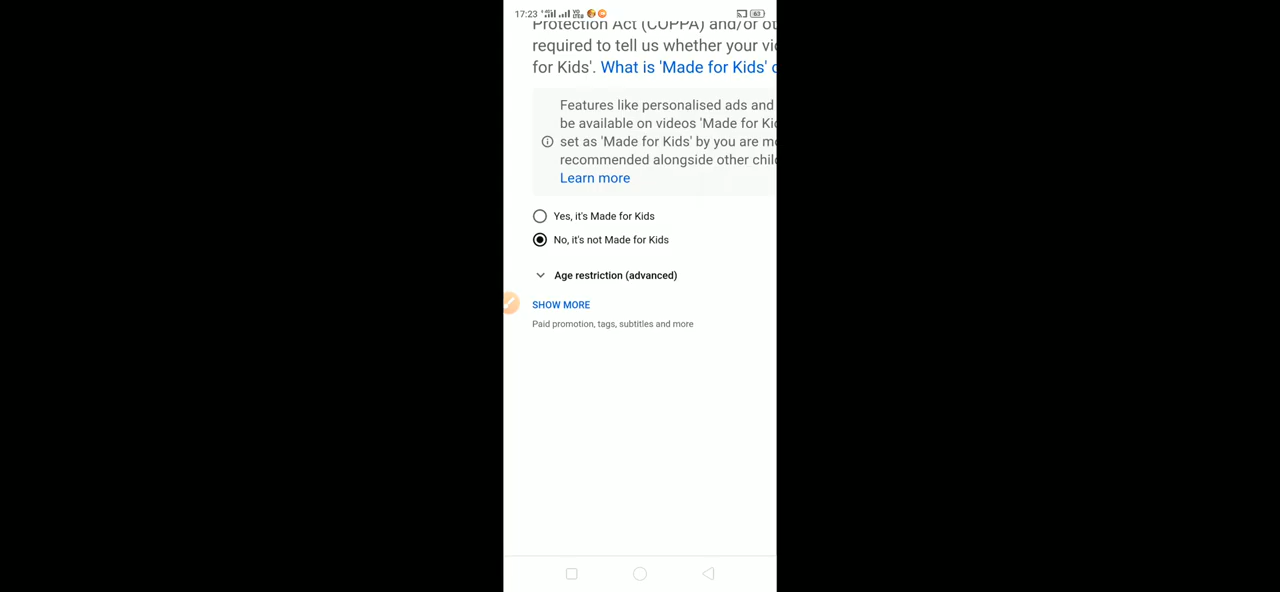 17:23
Protection Act (COPPA) and/or ot
required to tell us whether your vi
for Kids'. What is 'Made for Kids'
Features like personalised ads and
be available on videos 'Made for Ki
set as 'Made for Kids' by you are
recommended alongside other
Learn more
Yes, it's Made for Kids
No, it's not Made for Kids
Age restriction (advanced)
SHOW MORE
Paid promotion, tags, subtitles and more